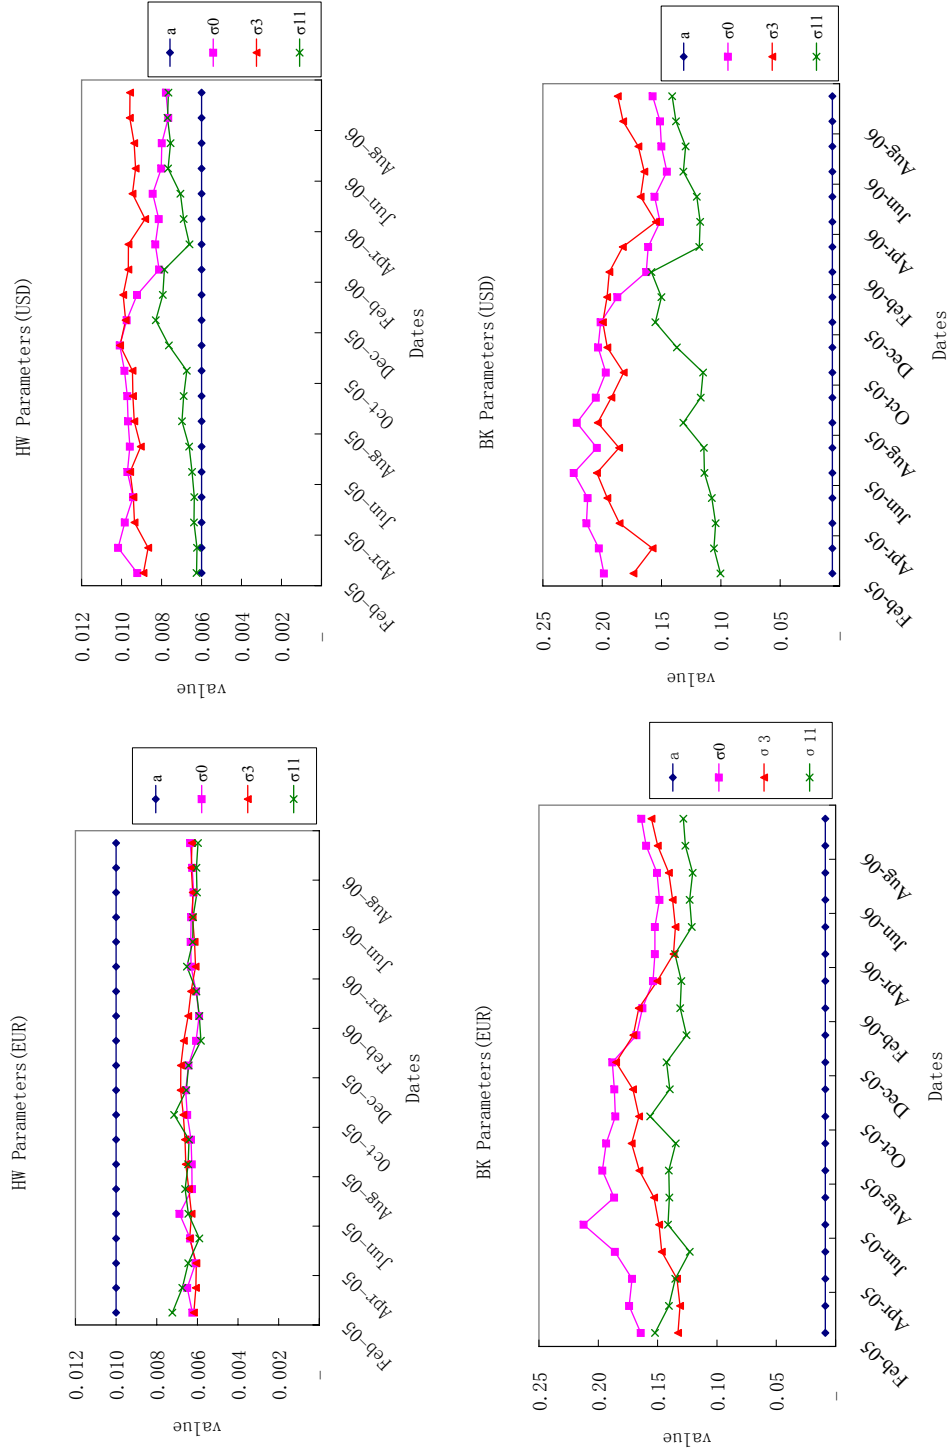 HW Parameters(EUR)
value
0.012
0.010
0.008
0.006
0.004
0.002
-
Feb-05
Apr-05
Jun-05
Aug-05
Oct-05
Dec-05
Feb-06
Apr-06
Jun-06
Aug-06
Dates
a
σ0
σ3
σ11
HW Parameters(USD)
value
0.012
0.010
0.008
0.006
0.004
0.002
-
Feb-05
Apr-05
Jun-05
Aug-05
Oct-05
Dec-05
Feb-06
Apr-06
Jun-06
Aug-06
Dates
a
σ0
σ3
σ11
BK Parameters(EUR)
value
0.25
0.20
0.15
0.10
0.05
-
Feb-05
Apr-05
Jun-05
Aug-05
Oct-05
Dec-05
Feb-06
Apr-06
Jun-06
Aug-06
Dates
a
σ0
σ3
σ11
BK Parameters(USD)
value
0.25
0.20
0.15
0.10
0.05
-
Feb-05
Apr-05
Jun-05
Aug-05
Oct-05
Dec-05
Feb-06
Apr-06
Jun-06
Aug-06
Dates
a
σ0
σ3
σ11